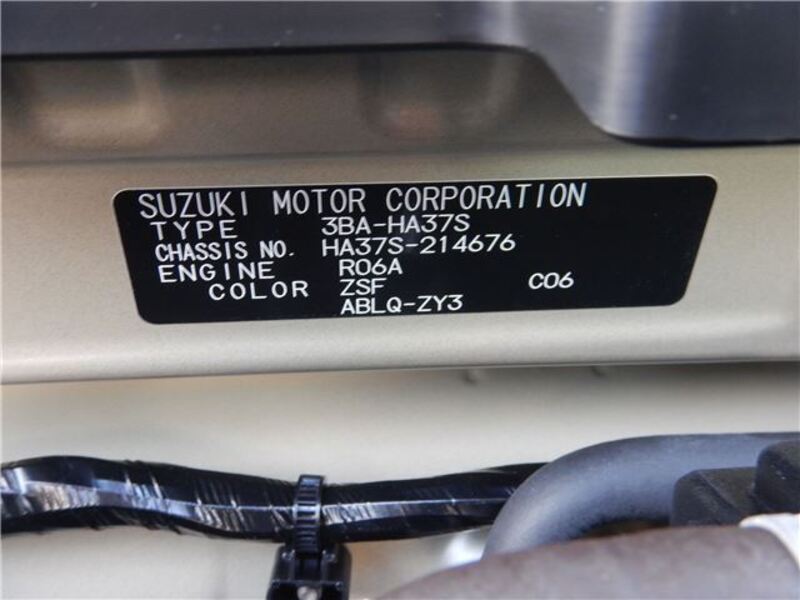 SUZUKI MOTOR CORPORATION
TYPE 3BA-HA37S
CHASSIS NO. HA37S-214676
ENGINE R06A
COLOR ZSF C06
ABLQ-ZY3